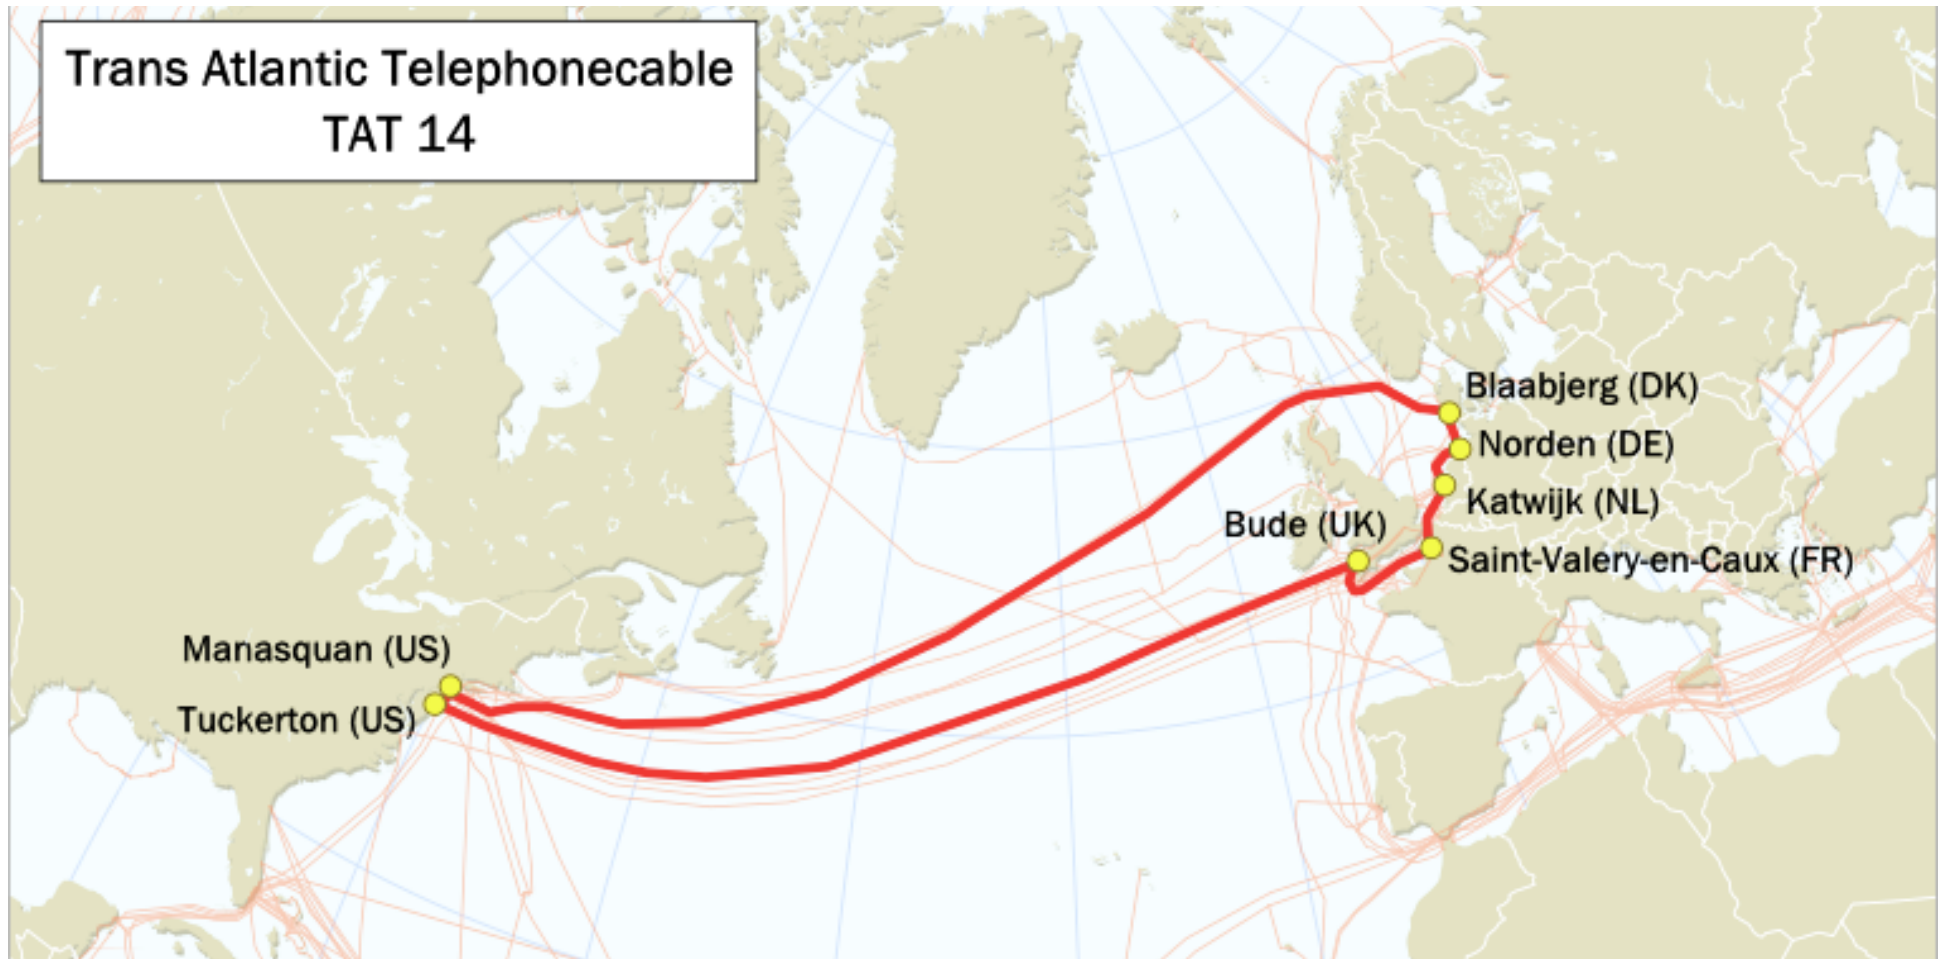 Trans Atlantic Telephonecable
TAT 14
Blaabjerg (DK)
Norden (DE)
Katwijk (NL)
Bude (UK)
Saint-Valery-en-Caux (FR)
Manasquan (US)
Tuckerton (US)